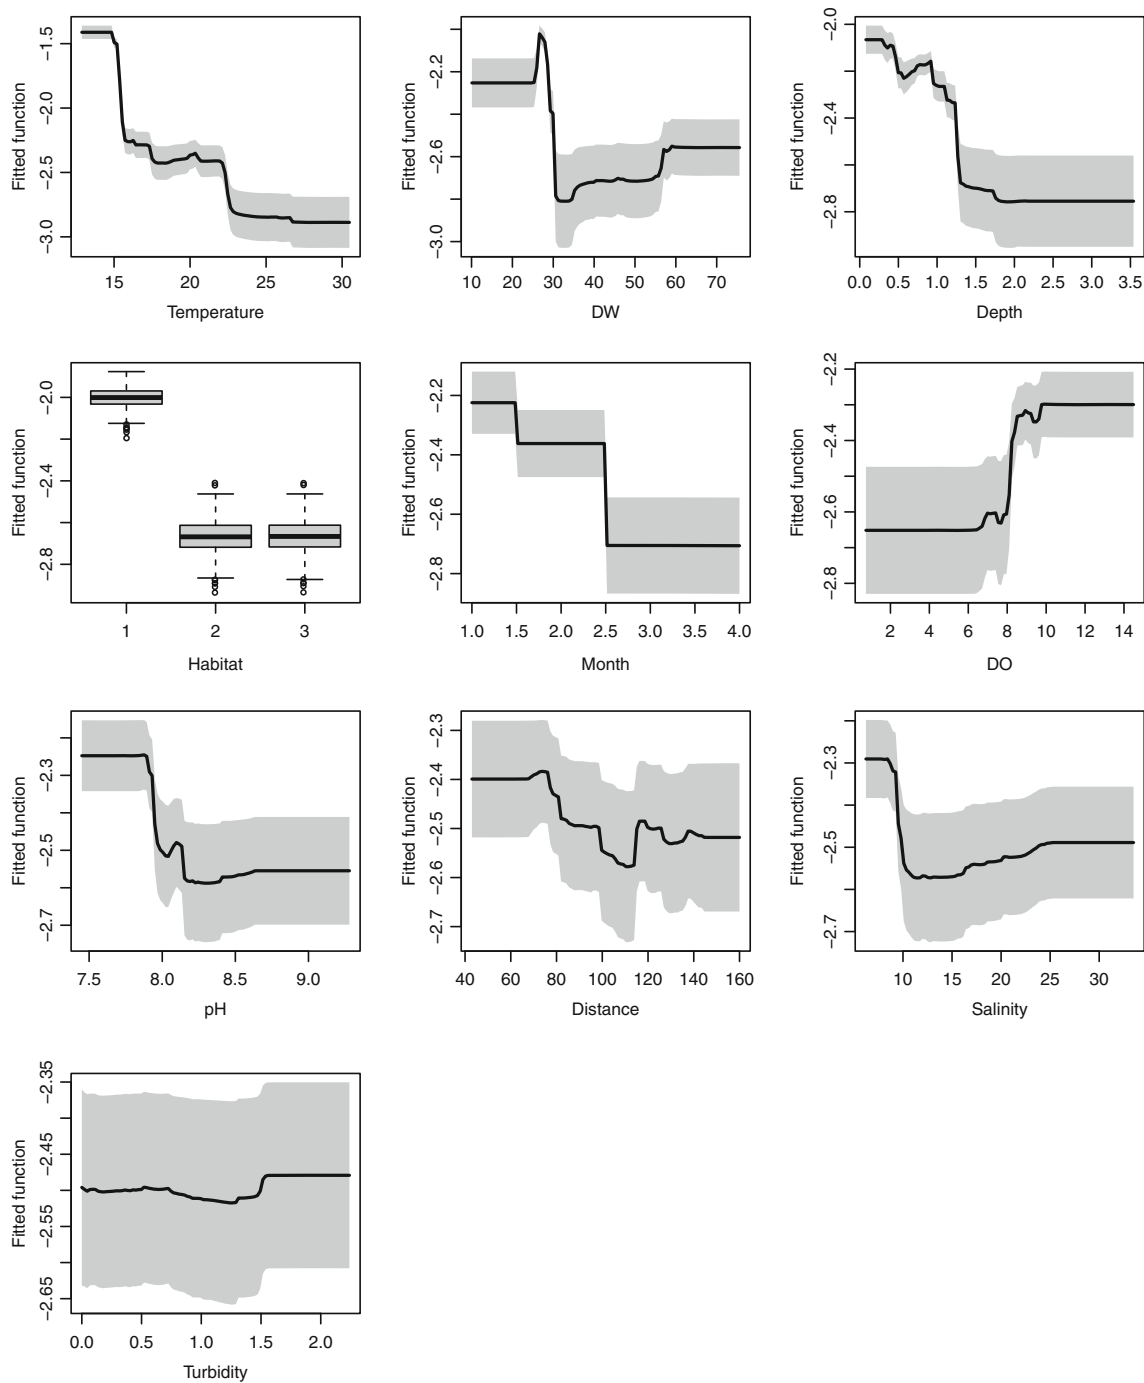 Fitted function
−1.5
−2.0
−2.5
−3.0
15 20 25 30
Temperature
Fitted function
−2.2
−2.6
−3.0
10 20 30 40 50 60 70
DW
Fitted function
−2.0
−2.4
−2.8
0.0 0.5 1.0 1.5 2.0 2.5 3.0 3.5
Depth
Fitted function
−2.0
−2.4
−2.8
1 2 3
Habitat
Fitted function
−2.2
−2.4
−2.6
−2.8
1.0 1.5 2.0 2.5 3.0 3.5 4.0
Month
Fitted function
−2.2
−2.4
−2.6
−2.8
2 4 6 8 10 12 14
DO
Fitted function
−2.3
−2.5
−2.7
7.5 8.0 8.5 9.0
pH
Fitted function
−2.3
−2.4
−2.5
−2.6
−2.7
40 60 80 100 120 140 160
Distance
Fitted function
−2.3
−2.5
−2.7
10 15 20 25 30
Salinity
Fitted function
−2.35
−2.45
−2.55
−2.65
0.0 0.5 1.0 1.5 2.0
Turbidity